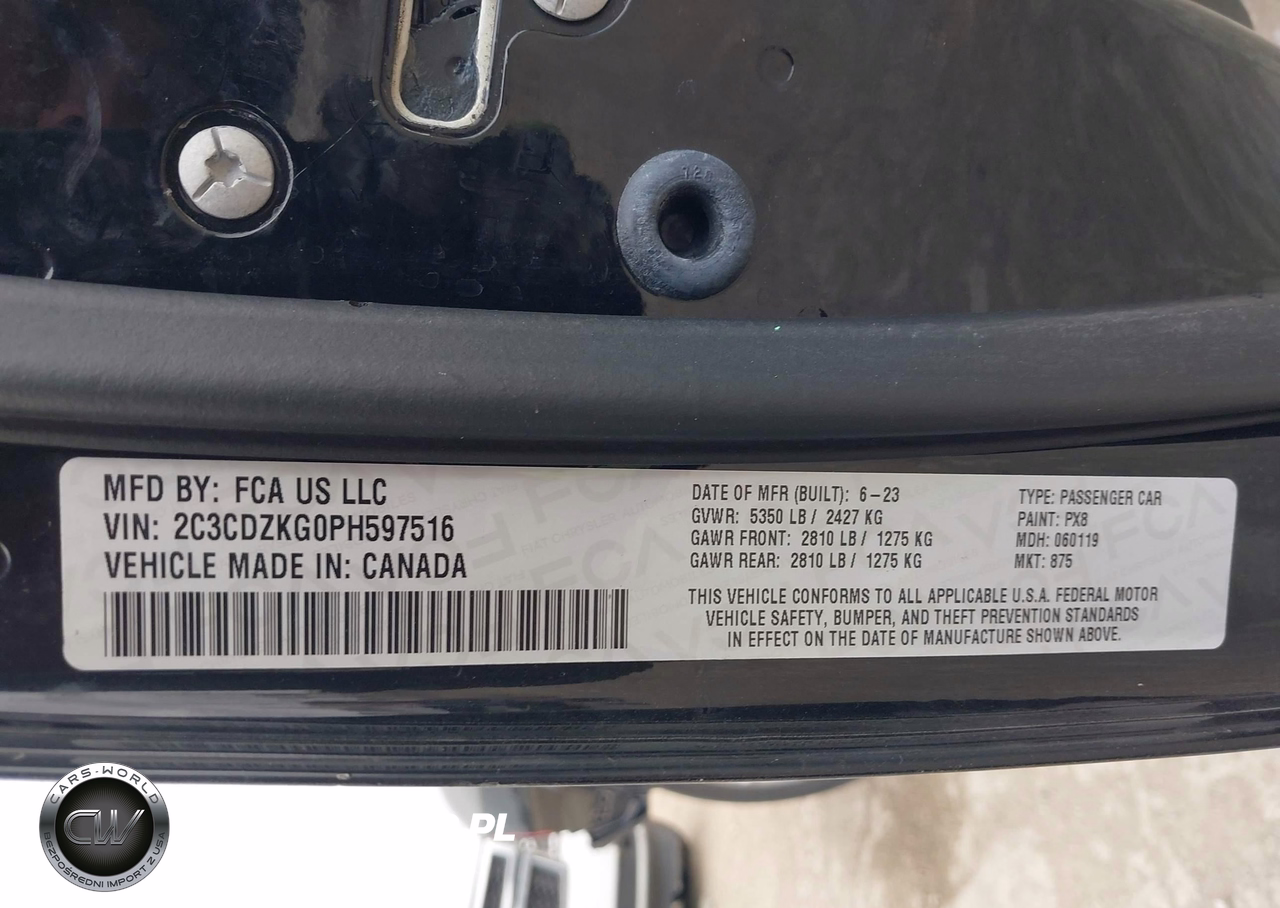 120
MFD BY: FCA US LLC
VIN: 2C3CDZKG0PH597516
VEHICLE MADE IN: CANADA
DATE OF MFR (BUILT): 6-23
GVWR: 5350 LB / 2427 KG
GAWR FRONT: 2810 LB / 1275 KG
GAWR REAR: 2810 LB / 1275 KG
TYPE: PASSENGER CAR
PAINT: PX8
MDH: 060119
MKT: 875
THIS VEHICLE CONFORMS TO ALL APPLICABLE U.S.A. FEDERAL MOTOR
VEHICLE SAFETY, BUMPER, AND THEFT PREVENTION STANDARDS
IN EFFECT ON THE DATE OF MANUFACTURE SHOWN ABOVE.
CARS-WORLD
CW
BEZPOŚREDNI IMPORT Z USA
PL